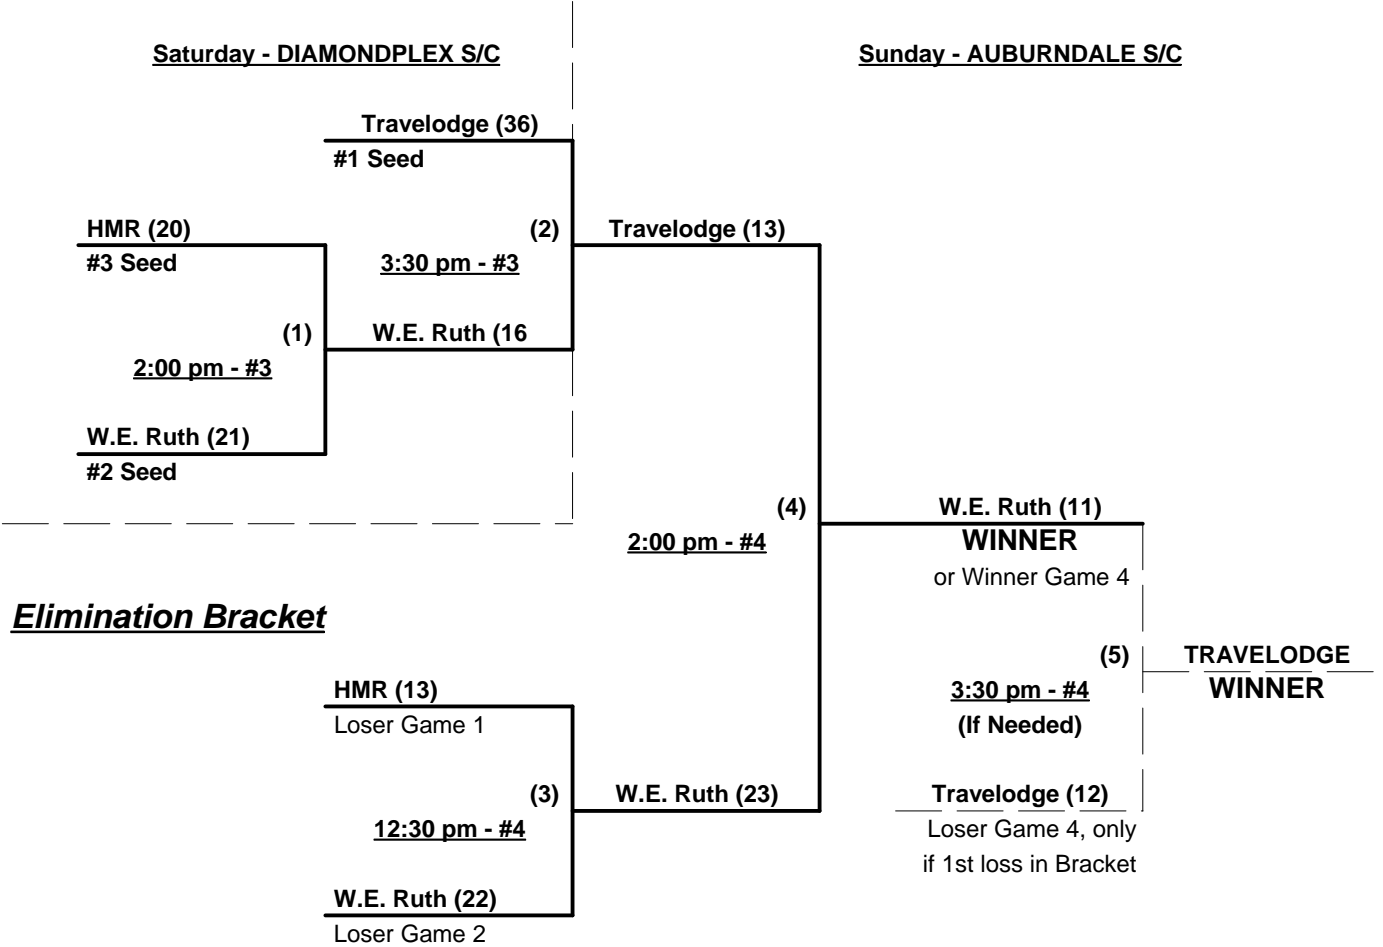 Saturday - DIAMONDPLEX S/C
Sunday - AUBURNDALE S/C
Travelodge (36)
#1 Seed
HMR (20)
(2)
Travelodge (13)
#3 Seed
3:30 pm - #3
(1)
W.E. Ruth (16
2:00 pm - #3
W.E. Ruth (21)
#2 Seed
(4)
W.E. Ruth (11)
2:00 pm - #4
WINNER
or Winner Game 4
Elimination Bracket
(5)
TRAVELODGE
HMR (13)
3:30 pm - #4
WINNER
Loser Game 1
(If Needed)
(3)
W.E. Ruth (23)
Travelodge (12)
12:30 pm - #4
Loser Game 4, only
if 1st loss in Bracket
W.E. Ruth (22)
Loser Game 2